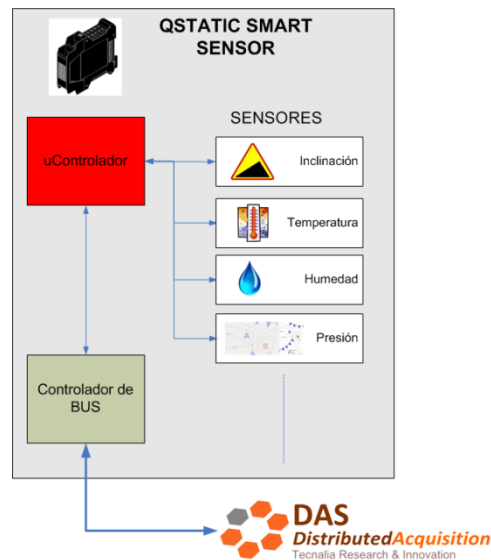 QSTATIC SMART
SENSOR
SENSORES
uControlador
Inclinación
Temperatura
Humedad
Presión
A
B
Controlador de
BUS
DAS
DistributedAcquisition
Tecnalia Research & Innovation